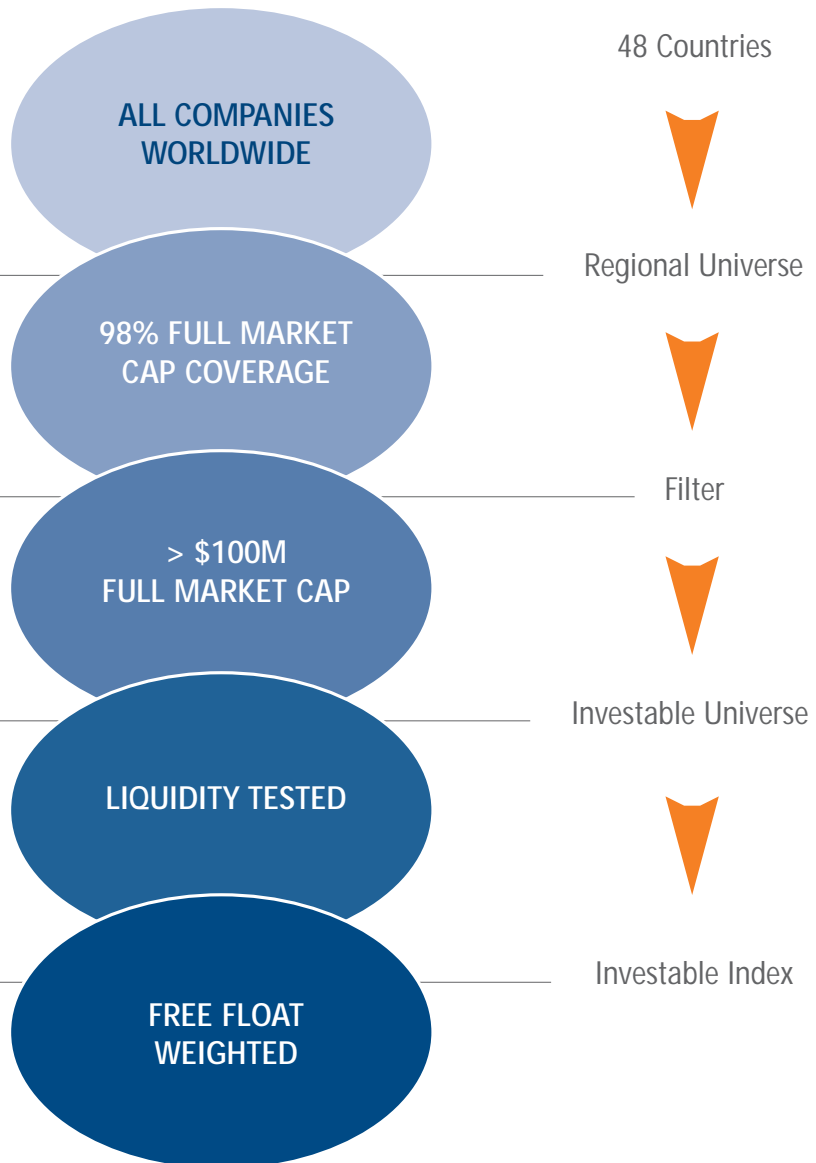 48 Countries
ALL COMPANIES
WORLDWIDE
Regional Universe
98% FULL MARKET
CAP COVERAGE
Filter
> $100M
FULL MARKET CAP
Investable Universe
LIQUIDITY TESTED
Investable Index
FREE FLOAT
WEIGHTED